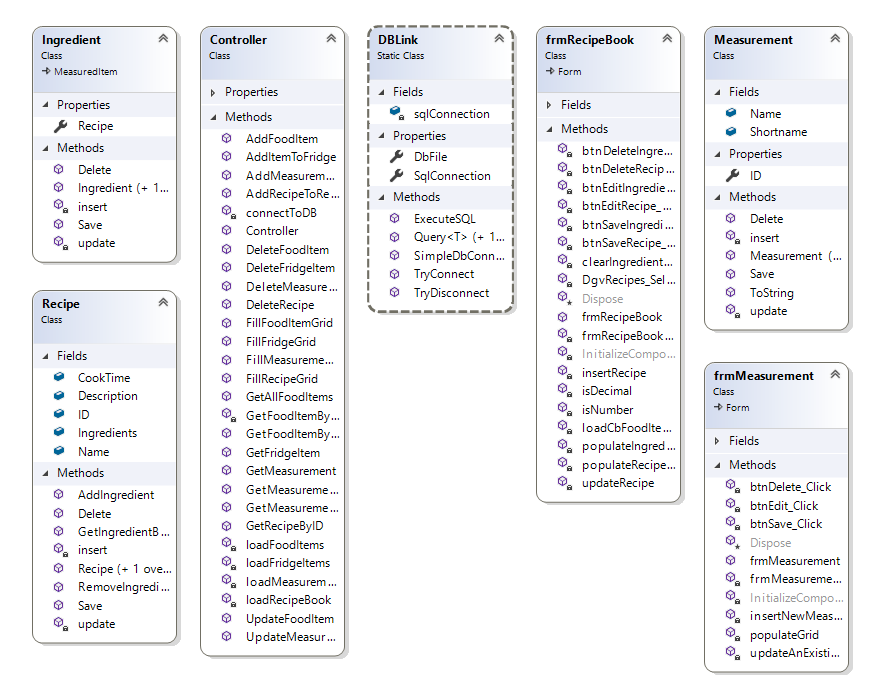 Ingredient
Class
MeasuredItem
Properties
Recipe
Methods
Delete
Ingredient (+ 1...
insert
Save
update
Recipe
Class
Fields
CookTime
Description
ID
Ingredients
Name
Methods
AddIngredient
Delete
GetIngredientB...
insert
Recipe (+ 1 ove...
RemoveIngredi...
Save
update
Controller
Class
Properties
Methods
AddFoodItem
AddItemToFridge
AddMeasurem...
AddRecipeToRe...
connectToDB
Controller
DeleteFoodItem
DeleteFridgeItem
DeleteMeasure...
DeleteRecipe
FillFoodItemGrid
FillFridgeGrid
FillMeasureme...
FillRecipeGrid
GetAllFoodItems
GetFoodItemBy...
GetFoodItemBy...
GetFridgeItem
GetMeasurement
GetMeasureme...
GetMeasureme...
GetRecipeByID
loadFoodItems
loadFridgeItems
loadMeasurem...
loadRecipeBook
UpdateFoodItem
UpdateMeasur...
DBLink
Static Class
Fields
sqlConnection
Properties
DbFile
SqlConnection
Methods
ExecuteSQL
Query<T> (+ 1...
SimpleDbConn...
TryConnect
TryDisconnect
frmRecipeBook
Class
Form
Fields
Methods
btnDeleteIngre...
btnDeleteRecip...
btnEditIngredie...
btnEditRecipe_...
btnSaveIngredi...
btnSaveRecipe_...
clearIngredient...
DgvRecipes_Sel...
Dispose
frmRecipeBook
frmRecipeBook...
InitializeCompo...
insertRecipe
isDecimal
isNumber
loadCbFoodIte...
populateIngred...
populateRecipe...
updateRecipe
Measurement
Class
Fields
Name
Shortname
Properties
ID
Methods
Delete
insert
Measurement (...
Save
ToString
update
frmMeasurement
Class
Form
Fields
Methods
btnDelete_Click
btnEdit_Click
btnSave_Click
Dispose
frmMeasurement
frmMeasureme...
InitializeCompo...
insertNewMeas...
populateGrid
updateAnExisti...